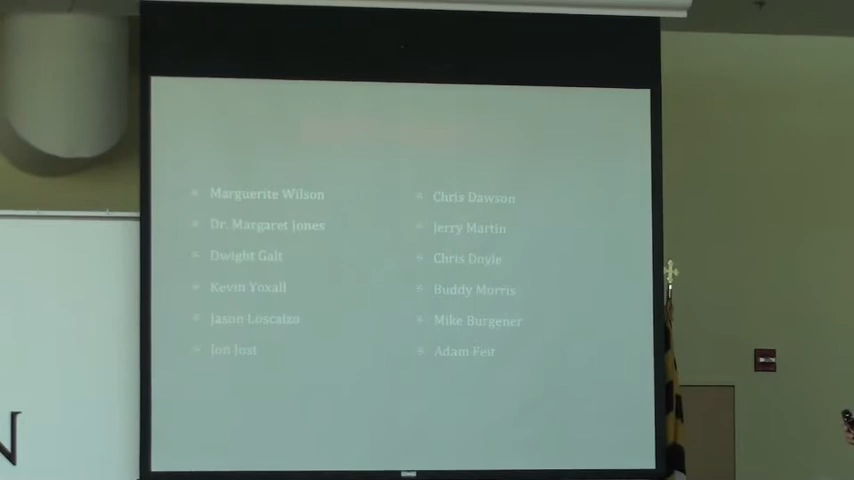 Marguerite Wilson
Dr. Margaret Jones
Dwight Galt
Kevin Yoxall
Jason Loscalzo
Jon Jost
Chris Dawson
Jerry Martin
Chris Doyle
Buddy Morris
Mike Burgener
Adam Feit
N